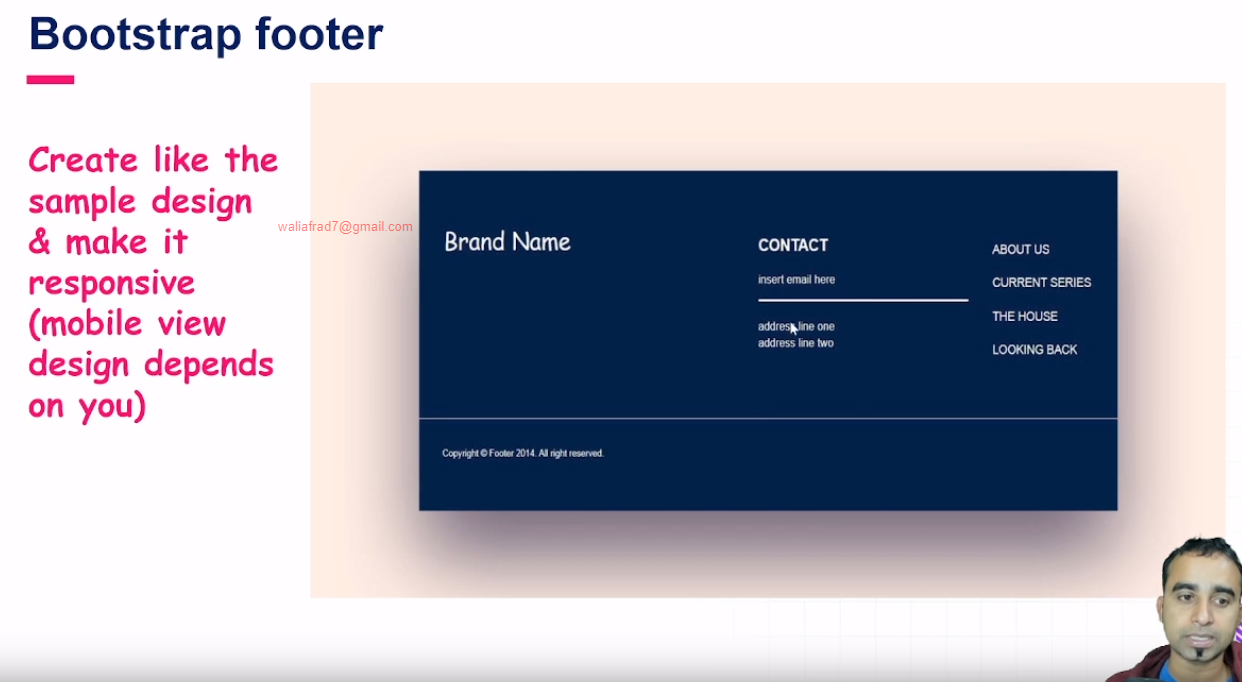 Bootstrap footer
Create like the
sample design
& make it
responsive
(mobile view
design depends
on you)
waliafrad7@gmail.com
Brand Name
CONTACT
insert email here
address line one
address line two
ABOUT US
CURRENT SERIES
THE HOUSE
LOOKING BACK
Copyright © Footer 2014. All right reserved.